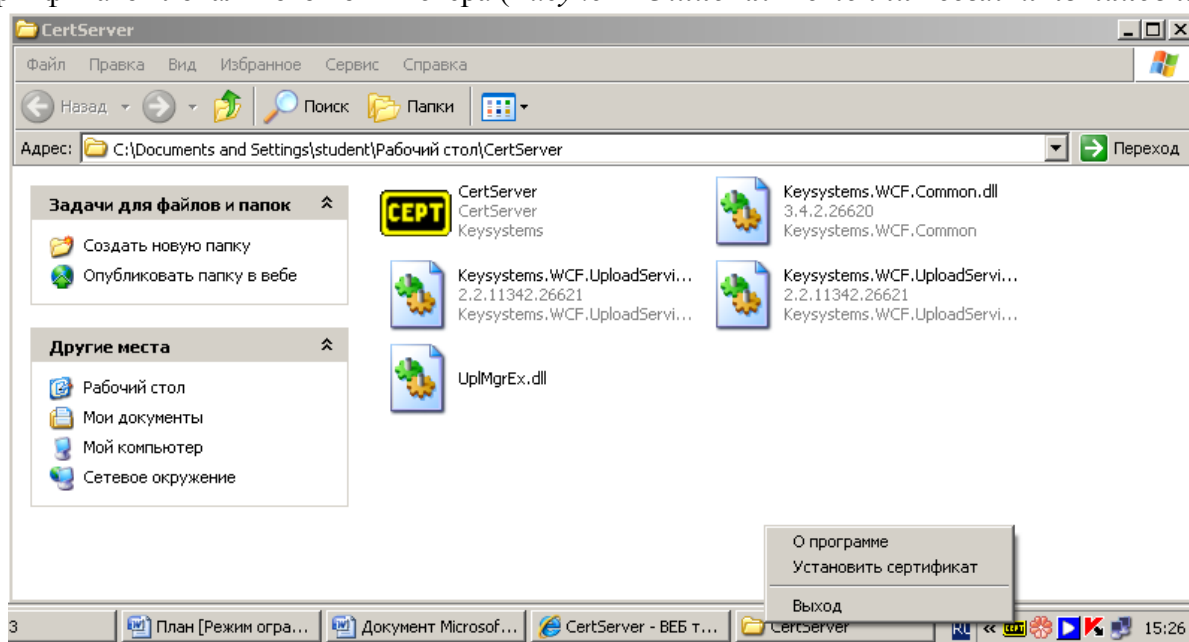 CertServer
Файл Правка Вид Избранное Сервис Справка
Назад Поиск Папки
Адрес: C:\Documents and Settings\student\Рабочий стол\CertServer Переход
Задачи для файлов и папок
Создать новую папку
Опубликовать папку в вебе
Другие места
Рабочий стол
Мои документы
Мой компьютер
Сетевое окружение
СЕРТ
CertServer
CertServer
Keysystems
Keysystems.WCF.Common.dll
3.4.2.26620
Keysystems.WCF.Common
Keysystems.WCF.UploadServi...
2.2.11342.26621
Keysystems.WCF.UploadServi...
Keysystems.WCF.UploadServi...
2.2.11342.26621
Keysystems.WCF.UploadServi...
UplMgrEx.dll
О программе
Установить сертификат
Выход
3 План [Режим огра... Документ Microsof... CertServer - ВЕБ т... CertServer RL « 15:26